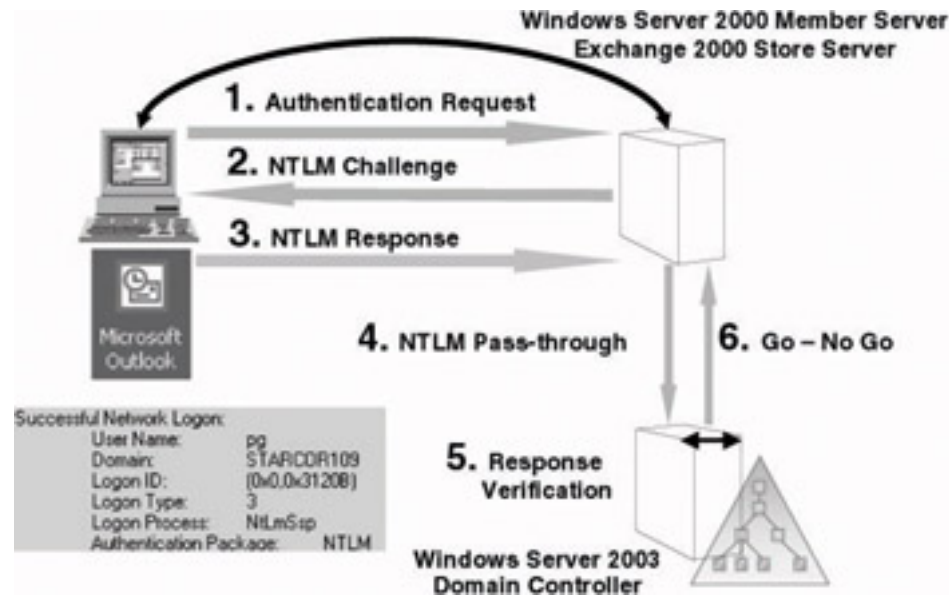 Windows Server 2000 Member Server
Exchange 2000 Store Server
1. Authentication Request
2. NTLM Challenge
3. NTLM Response
Microsoft
Outlook
4. NTLM Pass-through
6. Go – No Go
Successful Network Logon:
User Name: pg
Domain: STARCOR109
Logon ID: (0x0,0x3120B)
Logon Type: 3
Logon Process: NtLmSsp
Authentication Package: NTLM
5. Response
Verification
Windows Server 2003
Domain Controller